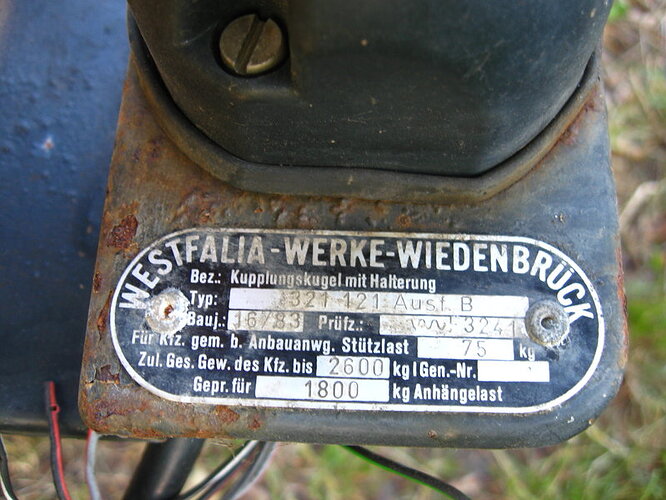 WESTFALIA-WERKE-WIEDENBRÜCK
Bez.: Kupplungskugel mit Halterung
Typ: 321 121 Ausf. B
Bauj.: 16/83 Prüfz.: 3241
Für Kfz. gem. b. Anbauanwg. Stützlast 75 kg
Zul. Ges. Gew. des Kfz. bis 2600 kg | Gen.-Nr.
Gepr. für 1800 kg Anhängelast